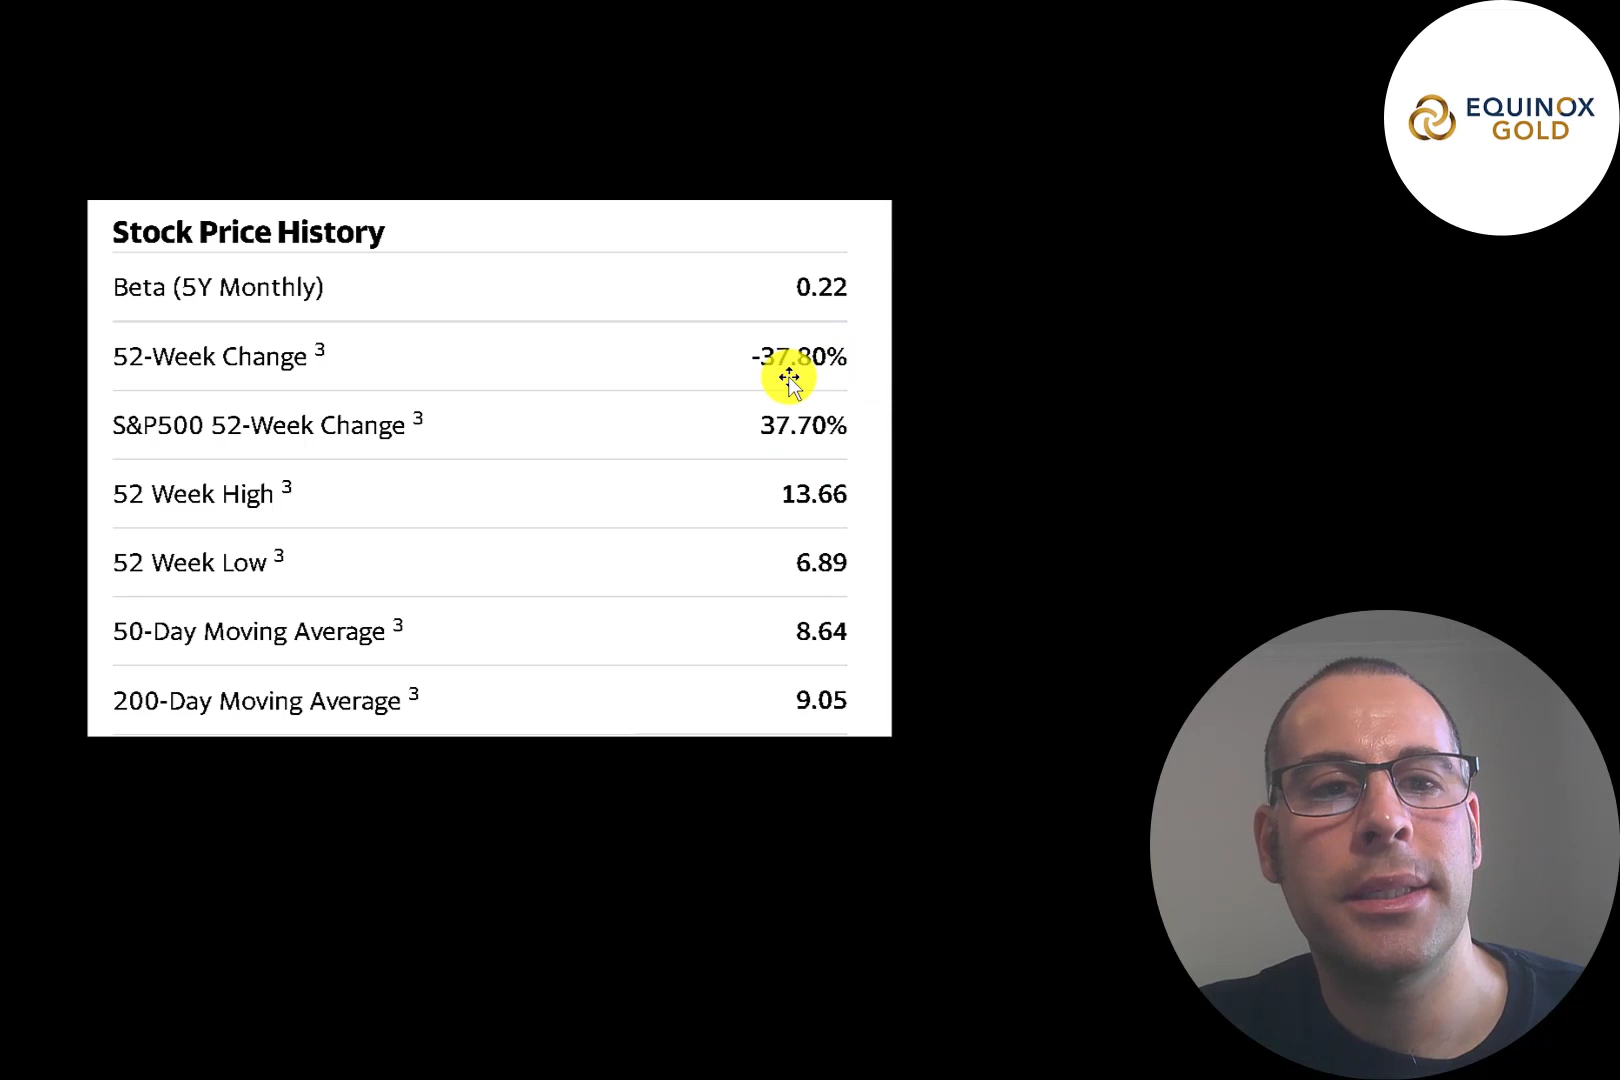 EQUINOX
GOLD
Stock Price History
Beta (5Y Monthly) 0.22
52-Week Change 3 -37.80%
S&P500 52-Week Change 3 37.70%
52 Week High 3 13.66
52 Week Low 3 6.89
50-Day Moving Average 3 8.64
200-Day Moving Average 3 9.05